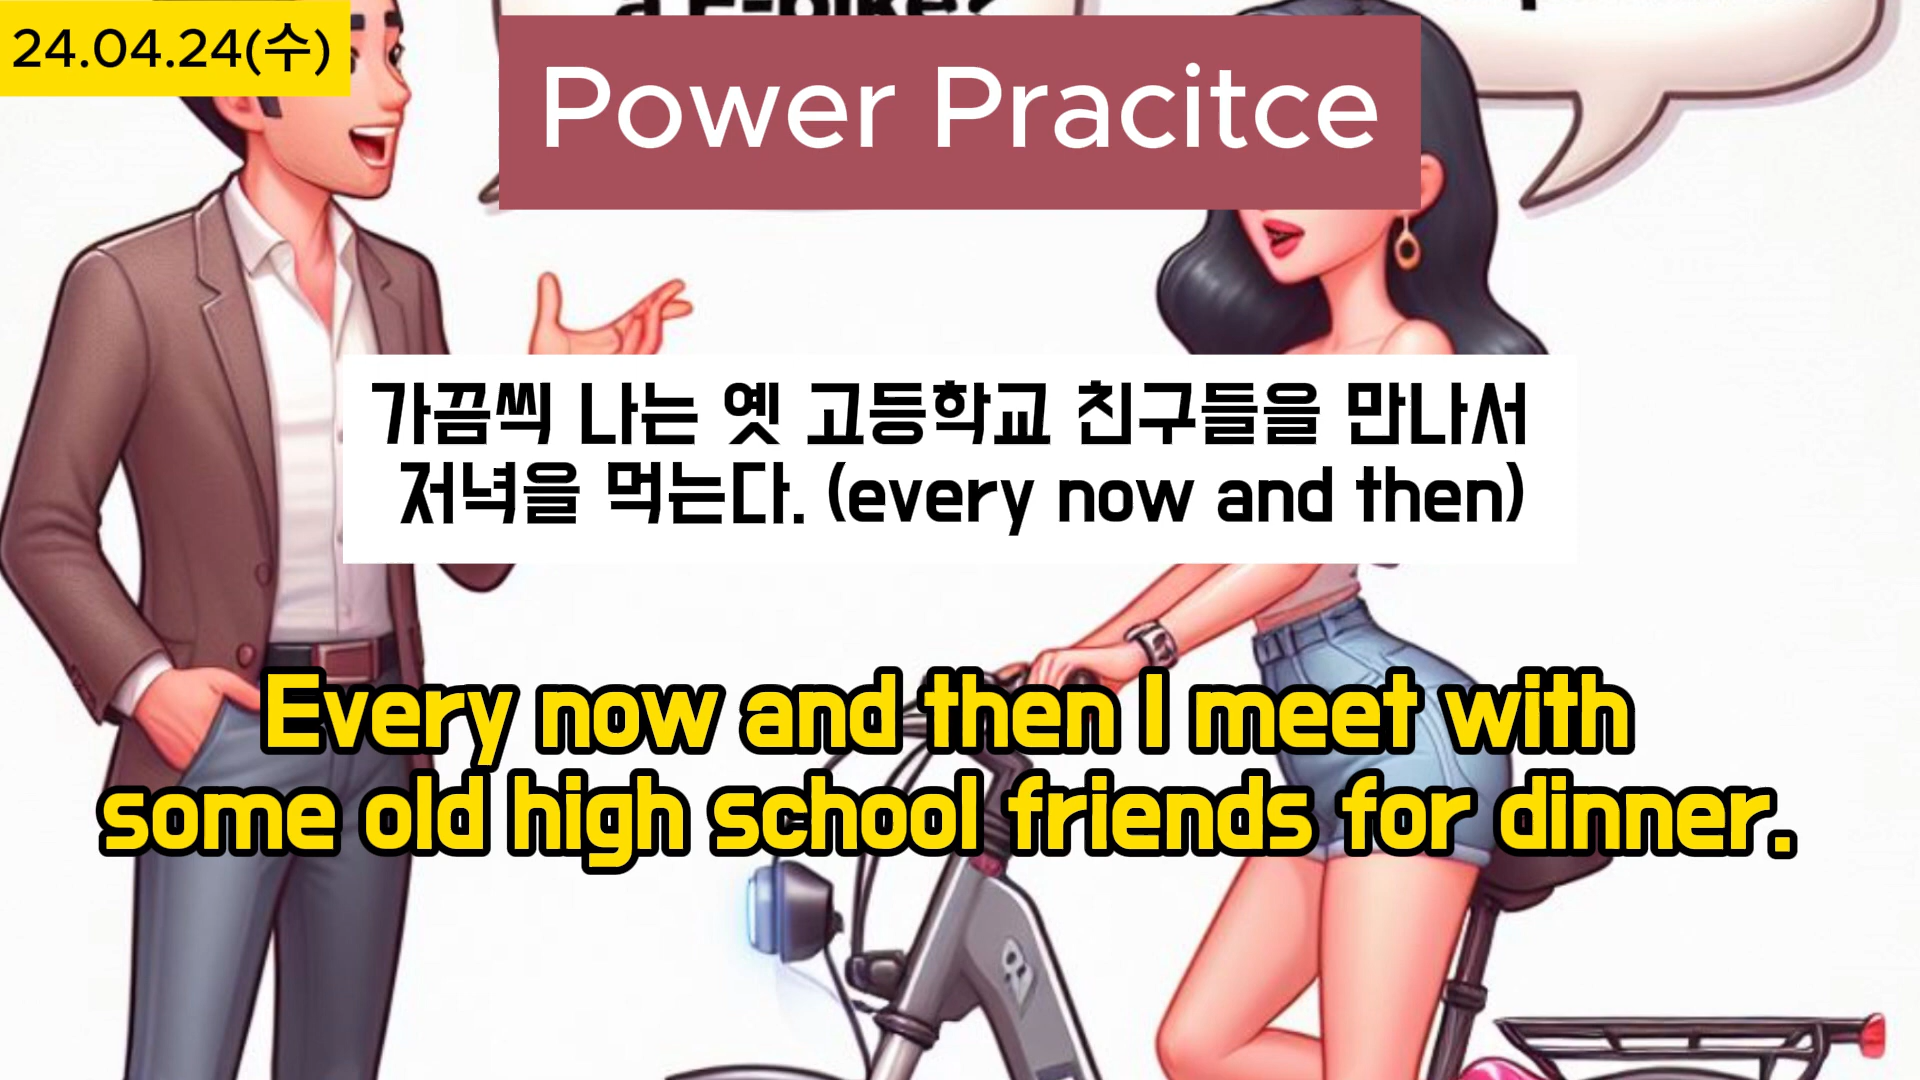 24.04.24(수)
a E-bike?
Power Pracitce
가끔씩 나는 옛 고등학교 친구들을 만나서
저녁을 먹는다. (every now and then)
Every now and then I meet with
some old high school friends for dinner.